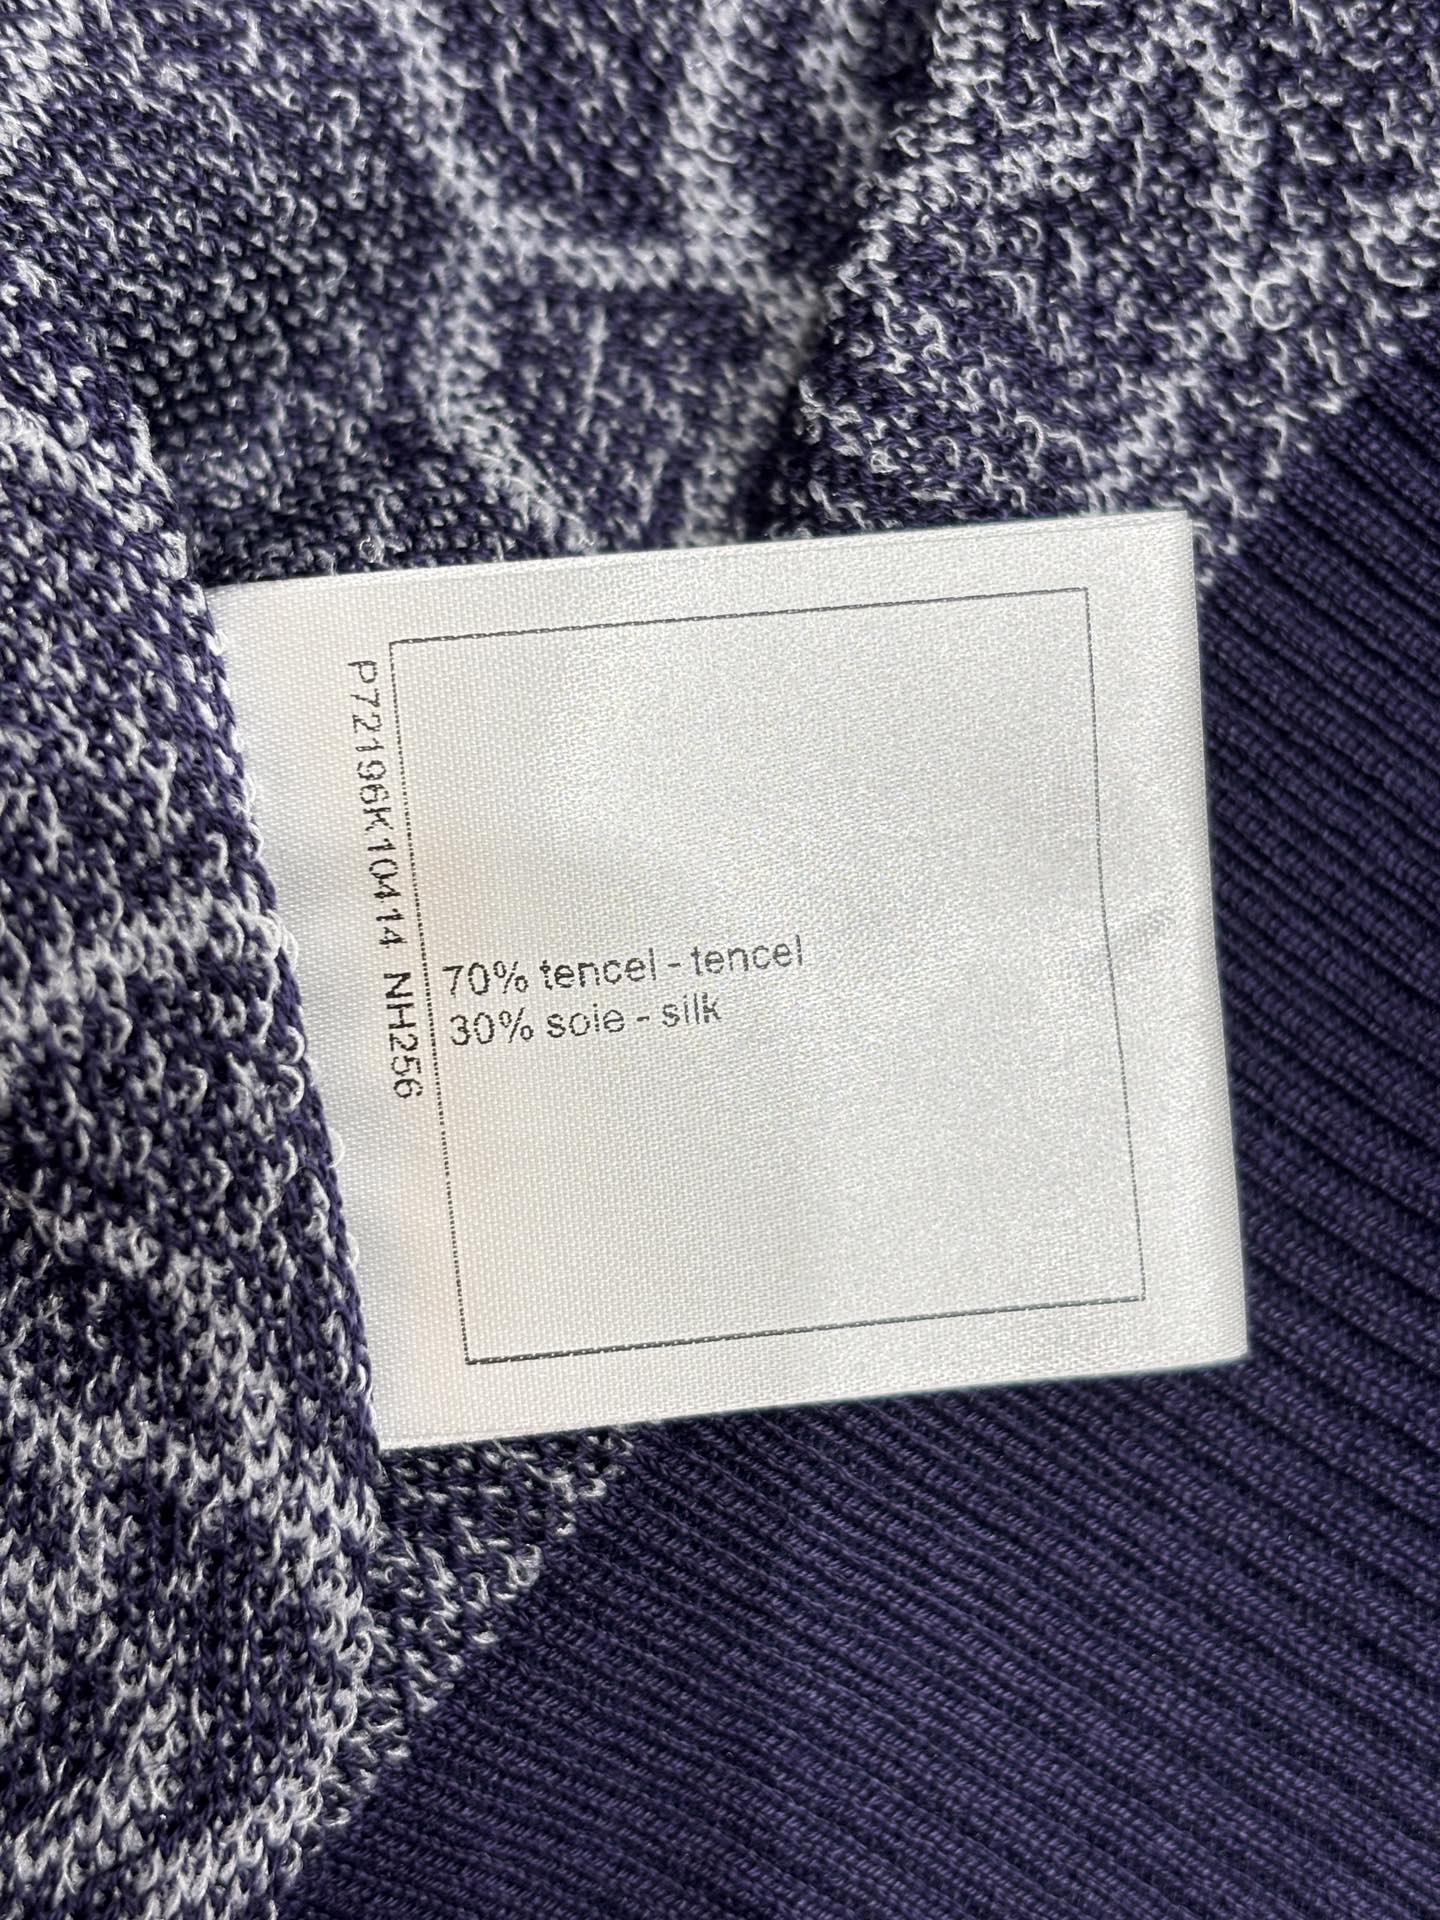 P72196K10414 NH256
70% tencel - tencel
30% soie - silk